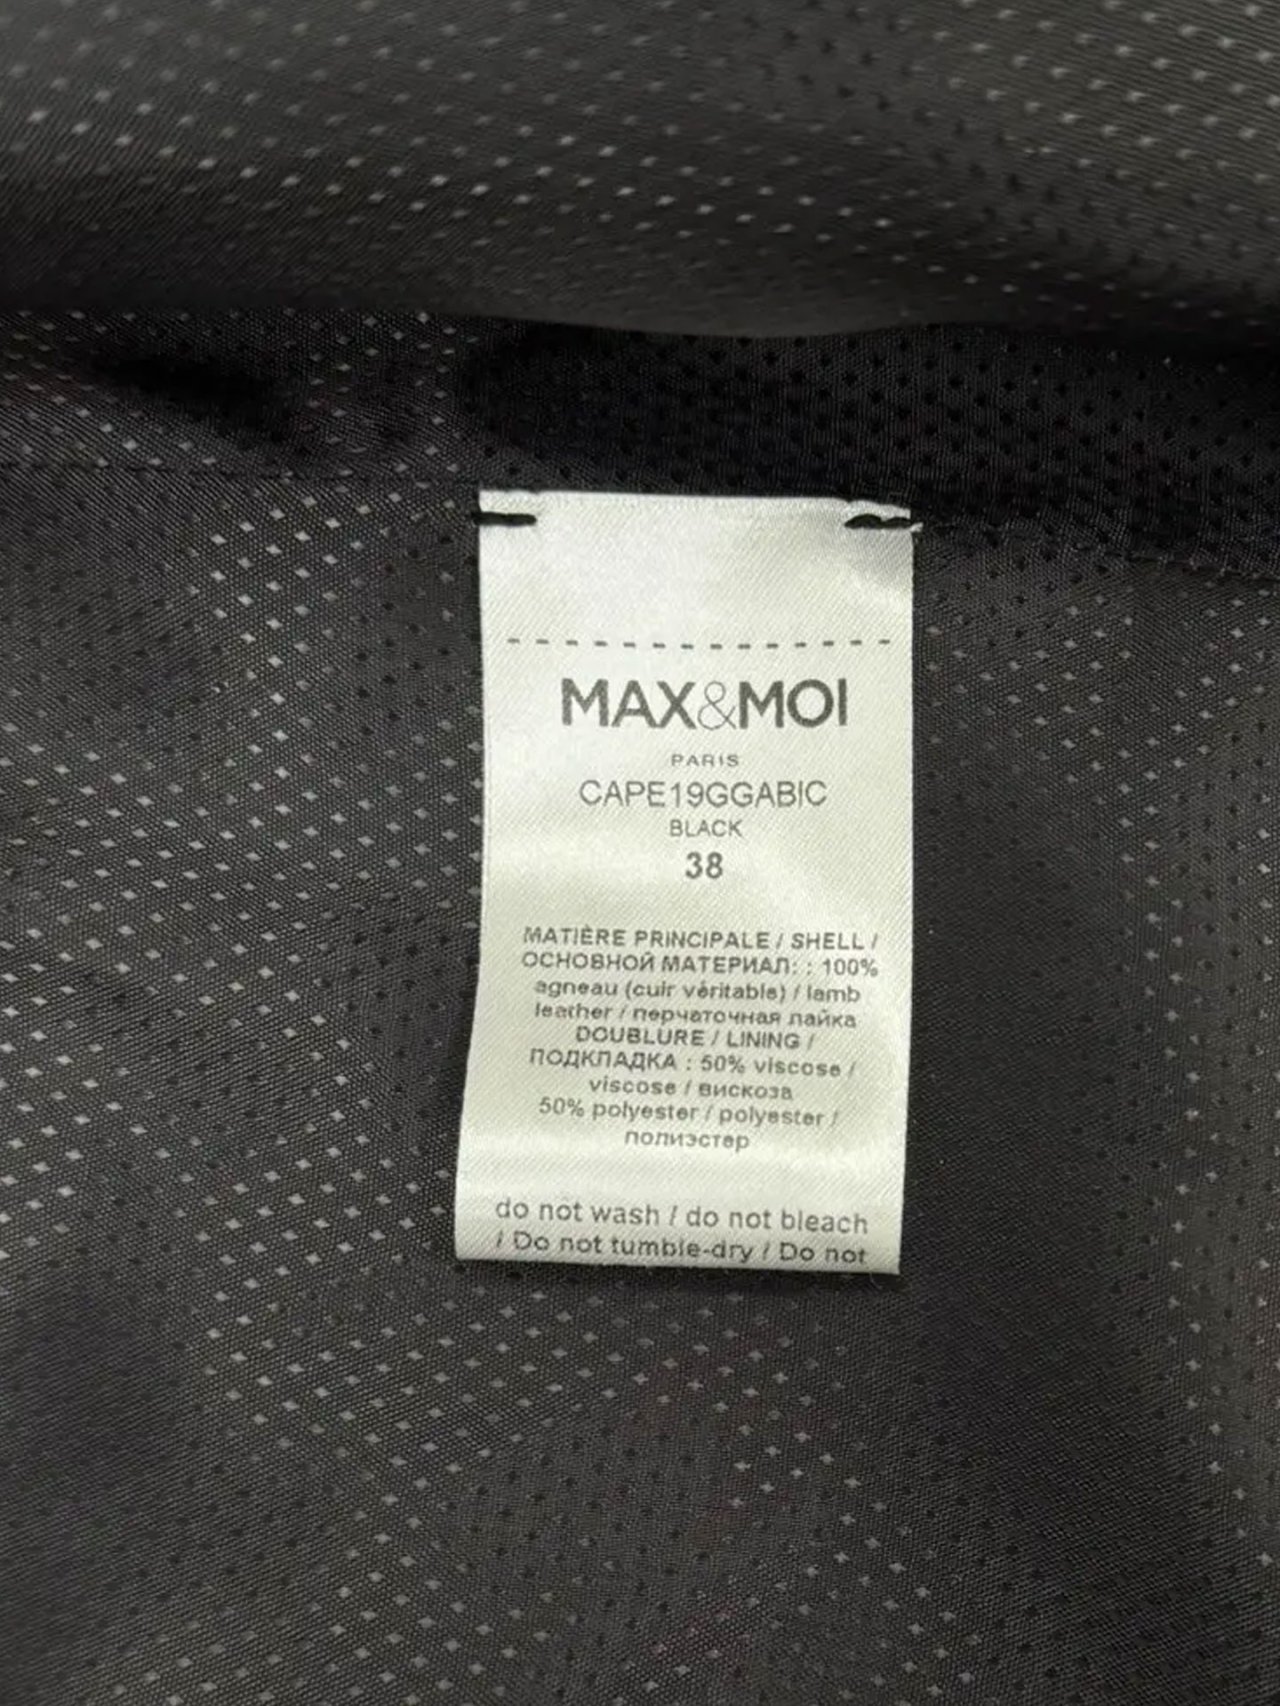 MAX&MOI
PARIS
CAPE19GGABIC
BLACK
38
MATIÈRE PRINCIPALE / SHELL /
ОСНОВНОЙ МАТЕРИАЛ: : 100%
agneau (cuir véritable) / lamb
leather / перчаточная лайка
DOUBLURE / LINING /
ПОДКЛАДКА : 50% viscose /
viscose / вискоза
50% polyester / polyester /
полиэстер
do not wash / do not bleach
/ Do not tumble-dry / Do not